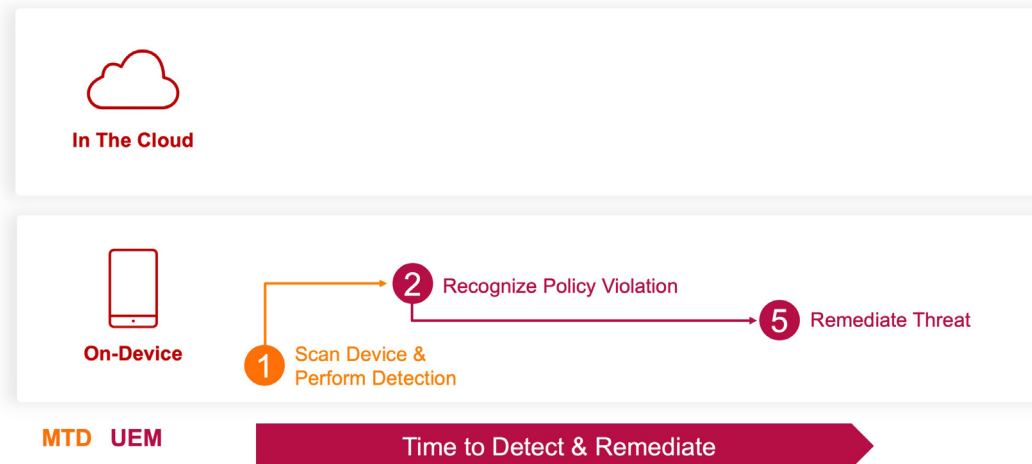 In The Cloud
2 Recognize Policy Violation
5 Remediate Threat
On-Device
1 Scan Device &
Perform Detection
MTD UEM
Time to Detect & Remediate